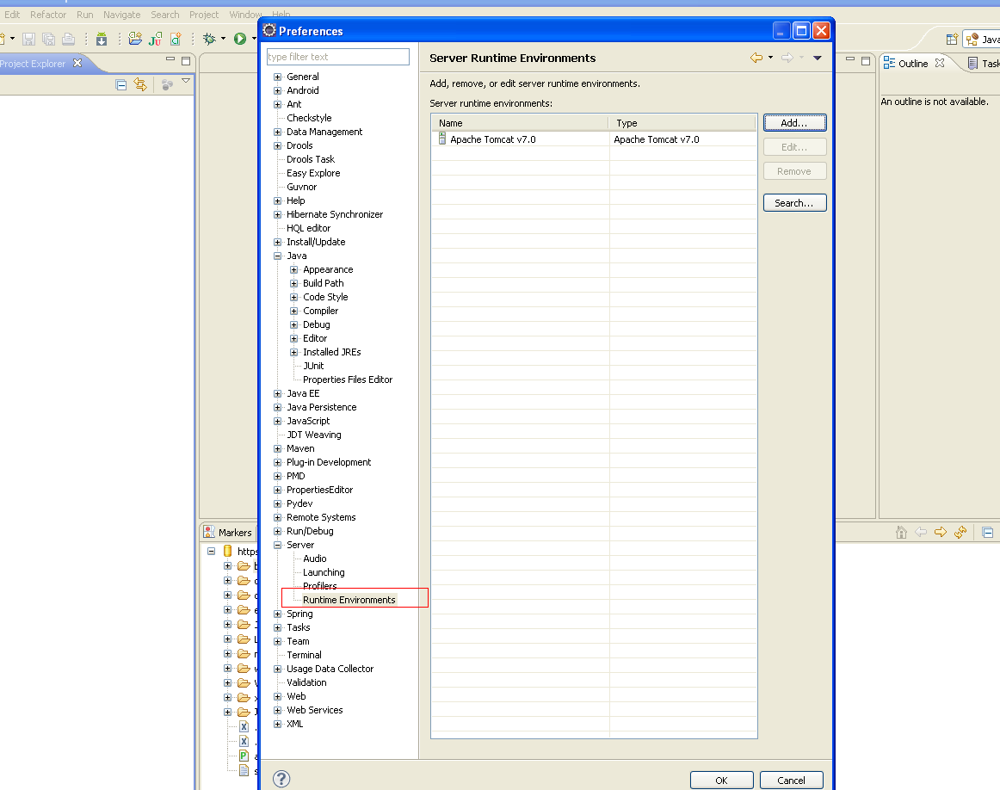 Edit Refactor Run Navigate Search Project Window Help
Preferences
Java
Project Explorer
type filter text
Server Runtime Environments
Outline
Add, remove, or edit server runtime environments.
An outline is not available.
Server runtime environments:
Name Type
Apache Tomcat v7.0 Apache Tomcat v7.0
Add...
Edit...
Remove
Search...
General
Android
Ant
Checkstyle
Data Management
Drools
Drools Task
Easy Explore
Guvnor
Help
Hibernate Synchronizer
HQL editor
Install/Update
Java
Appearance
Build Path
Code Style
Compiler
Debug
Editor
Installed JREs
JUnit
Properties Files Editor
Java EE
Java Persistence
JavaScript
JDT Weaving
Maven
Plug-in Development
PMD
PropertiesEditor
Pydev
Remote Systems
Run/Debug
Server
Audio
Launching
Profilers
Runtime Environments
Spring
Tasks
Team
Terminal
Usage Data Collector
Validation
Web
Web Services
XML
Markers
https
OK Cancel